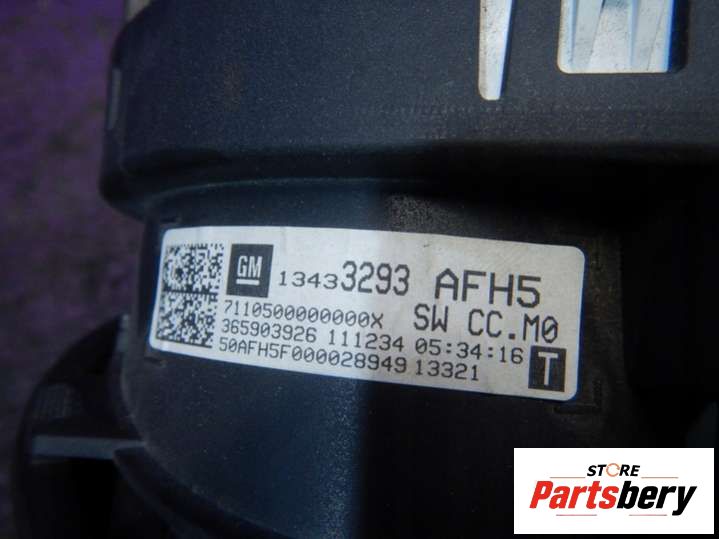 GM 13433293 AFH5
7110500000000X SW CC.M0
365903926 111234 05:34:16
50AFH5F000028949 13321 T
STORE
Partsbery